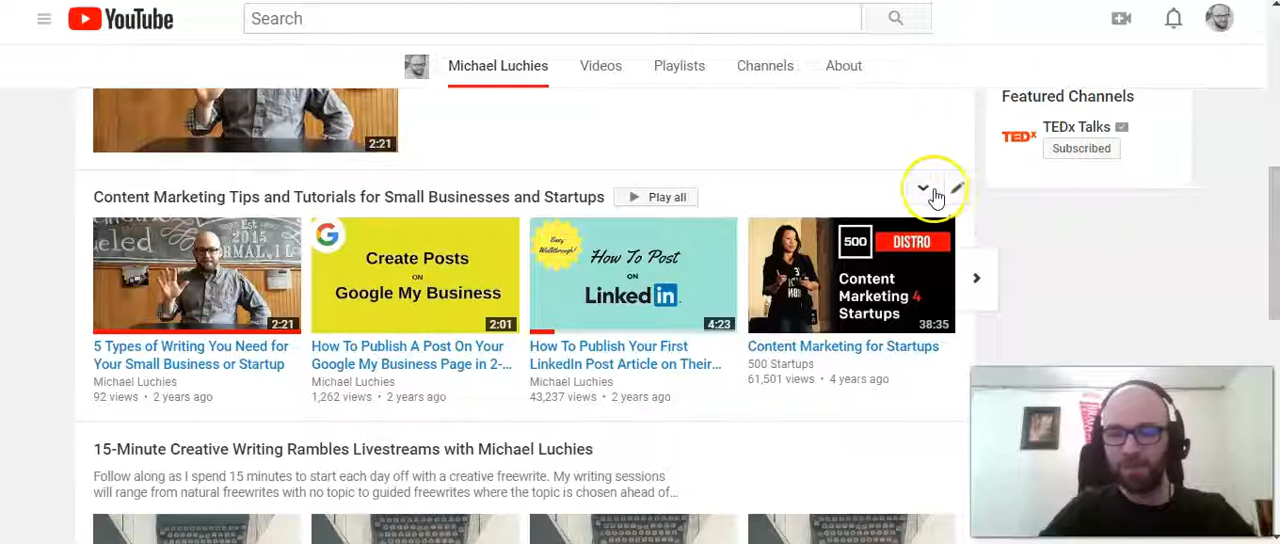 YouTube
Search
Michael Luchies
Videos
Playlists
Channels
About
2:21
Featured Channels
TEDx
TEDx Talks
Subscribed
Content Marketing Tips and Tutorials for Small Businesses and Startups
Play all
Est.
2015
ueled
NORMAL, IL
2:21
Create Posts
ON
Google My Business
2:01
Easy
Walkthrough!
How To Post
ON
Linked in
4:23
500
DISTRO
Content
Marketing 4
Startups
38:35
5 Types of Writing You Need for
Your Small Business or Startup
Michael Luchies
92 views • 2 years ago
How To Publish A Post On Your
Google My Business Page in 2-...
Michael Luchies
1,262 views • 2 years ago
How To Publish Your First
LinkedIn Post Article on Their...
Michael Luchies
43,237 views • 2 years ago
Content Marketing for Startups
500 Startups
61,501 views • 4 years ago
15-Minute Creative Writing Rambles Livestreams with Michael Luchies
Follow along as I spend 15 minutes to start each day off with a creative freewrite. My writing sessions
will range from natural freewrites with no topic to guided freewrites where the topic is chosen ahead of...